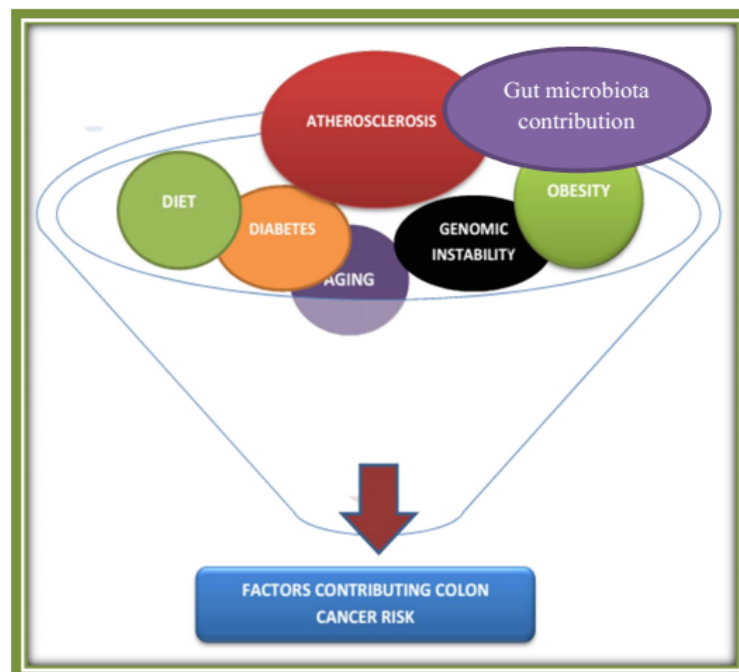 Gut microbiota
contribution
ATHEROSCLEROSIS
DIET
OBESITY
DIABETES
GENOMIC
INSTABILITY
AGING
FACTORS CONTRIBUTING COLON
CANCER RISK